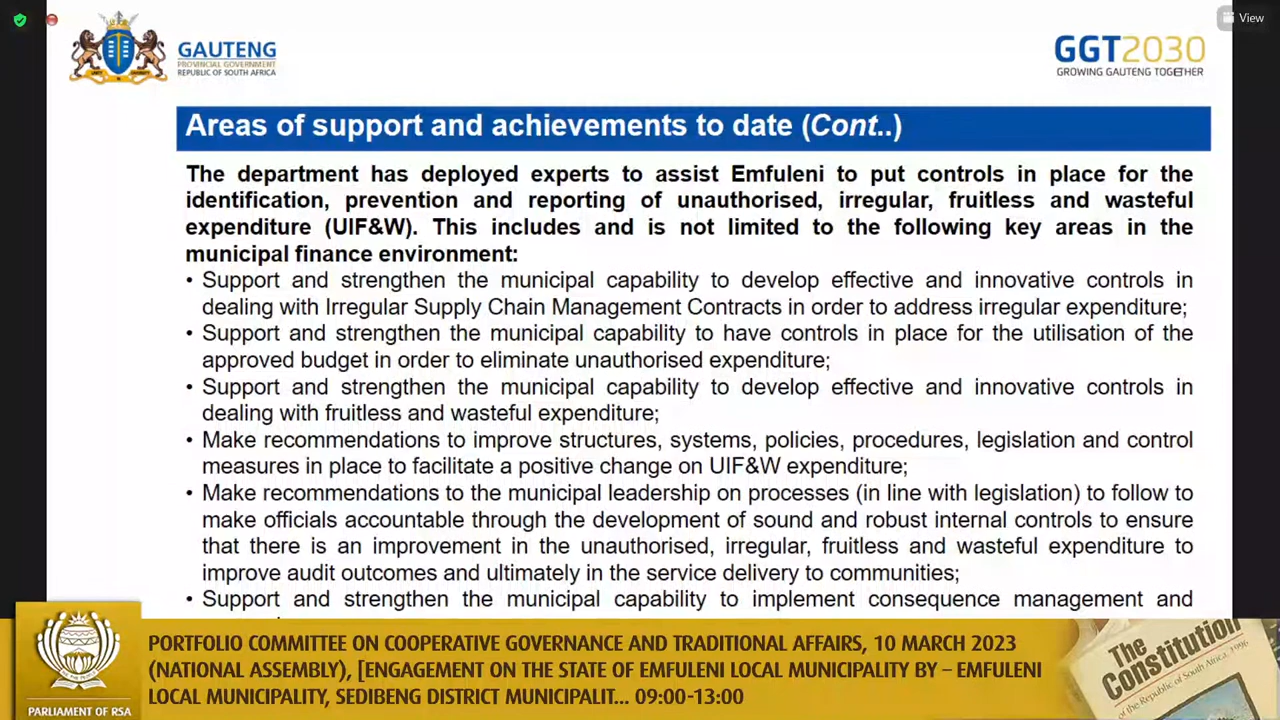 View
GAUTENG
PROVINCIAL GOVERNMENT
REPUBLIC OF SOUTH AFRICA
GGT2030
GROWING GAUTENG TOGETHER
Areas of support and achievements to date (Cont..)
The department has deployed experts to assist Emfuleni to put controls in place for the
identification, prevention and reporting of unauthorised, irregular, fruitless and wasteful
expenditure (UIF&W). This includes and is not limited to the following key areas in the
municipal finance environment:
• Support and strengthen the municipal capability to develop effective and innovative controls in
dealing with Irregular Supply Chain Management Contracts in order to address irregular expenditure;
• Support and strengthen the municipal capability to have controls in place for the utilisation of the
approved budget in order to eliminate unauthorised expenditure;
• Support and strengthen the municipal capability to develop effective and innovative controls in
dealing with fruitless and wasteful expenditure;
• Make recommendations to improve structures, systems, policies, procedures, legislation and control
measures in place to facilitate a positive change on UIF&W expenditure;
• Make recommendations to the municipal leadership on processes (in line with legislation) to follow to
make officials accountable through the development of sound and robust internal controls to ensure
that there is an improvement in the unauthorised, irregular, fruitless and wasteful expenditure to
improve audit outcomes and ultimately in the service delivery to communities;
• Support and strengthen the municipal capability to implement consequence management and
PORTFOLIO COMMITTEE ON COOPERATIVE GOVERNANCE AND TRADITIONAL AFFAIRS, 10 MARCH 2023
(NATIONAL ASSEMBLY), [ENGAGEMENT ON THE STATE OF EMFULENI LOCAL MUNICIPALITY BY – EMFULENI
LOCAL MUNICIPALITY, SEDIBENG DISTRICT MUNICIPALIT... 09:00-13:00
PARLIAMENT OF RSA
The
Constitution
of the Republic of South Africa, 1996